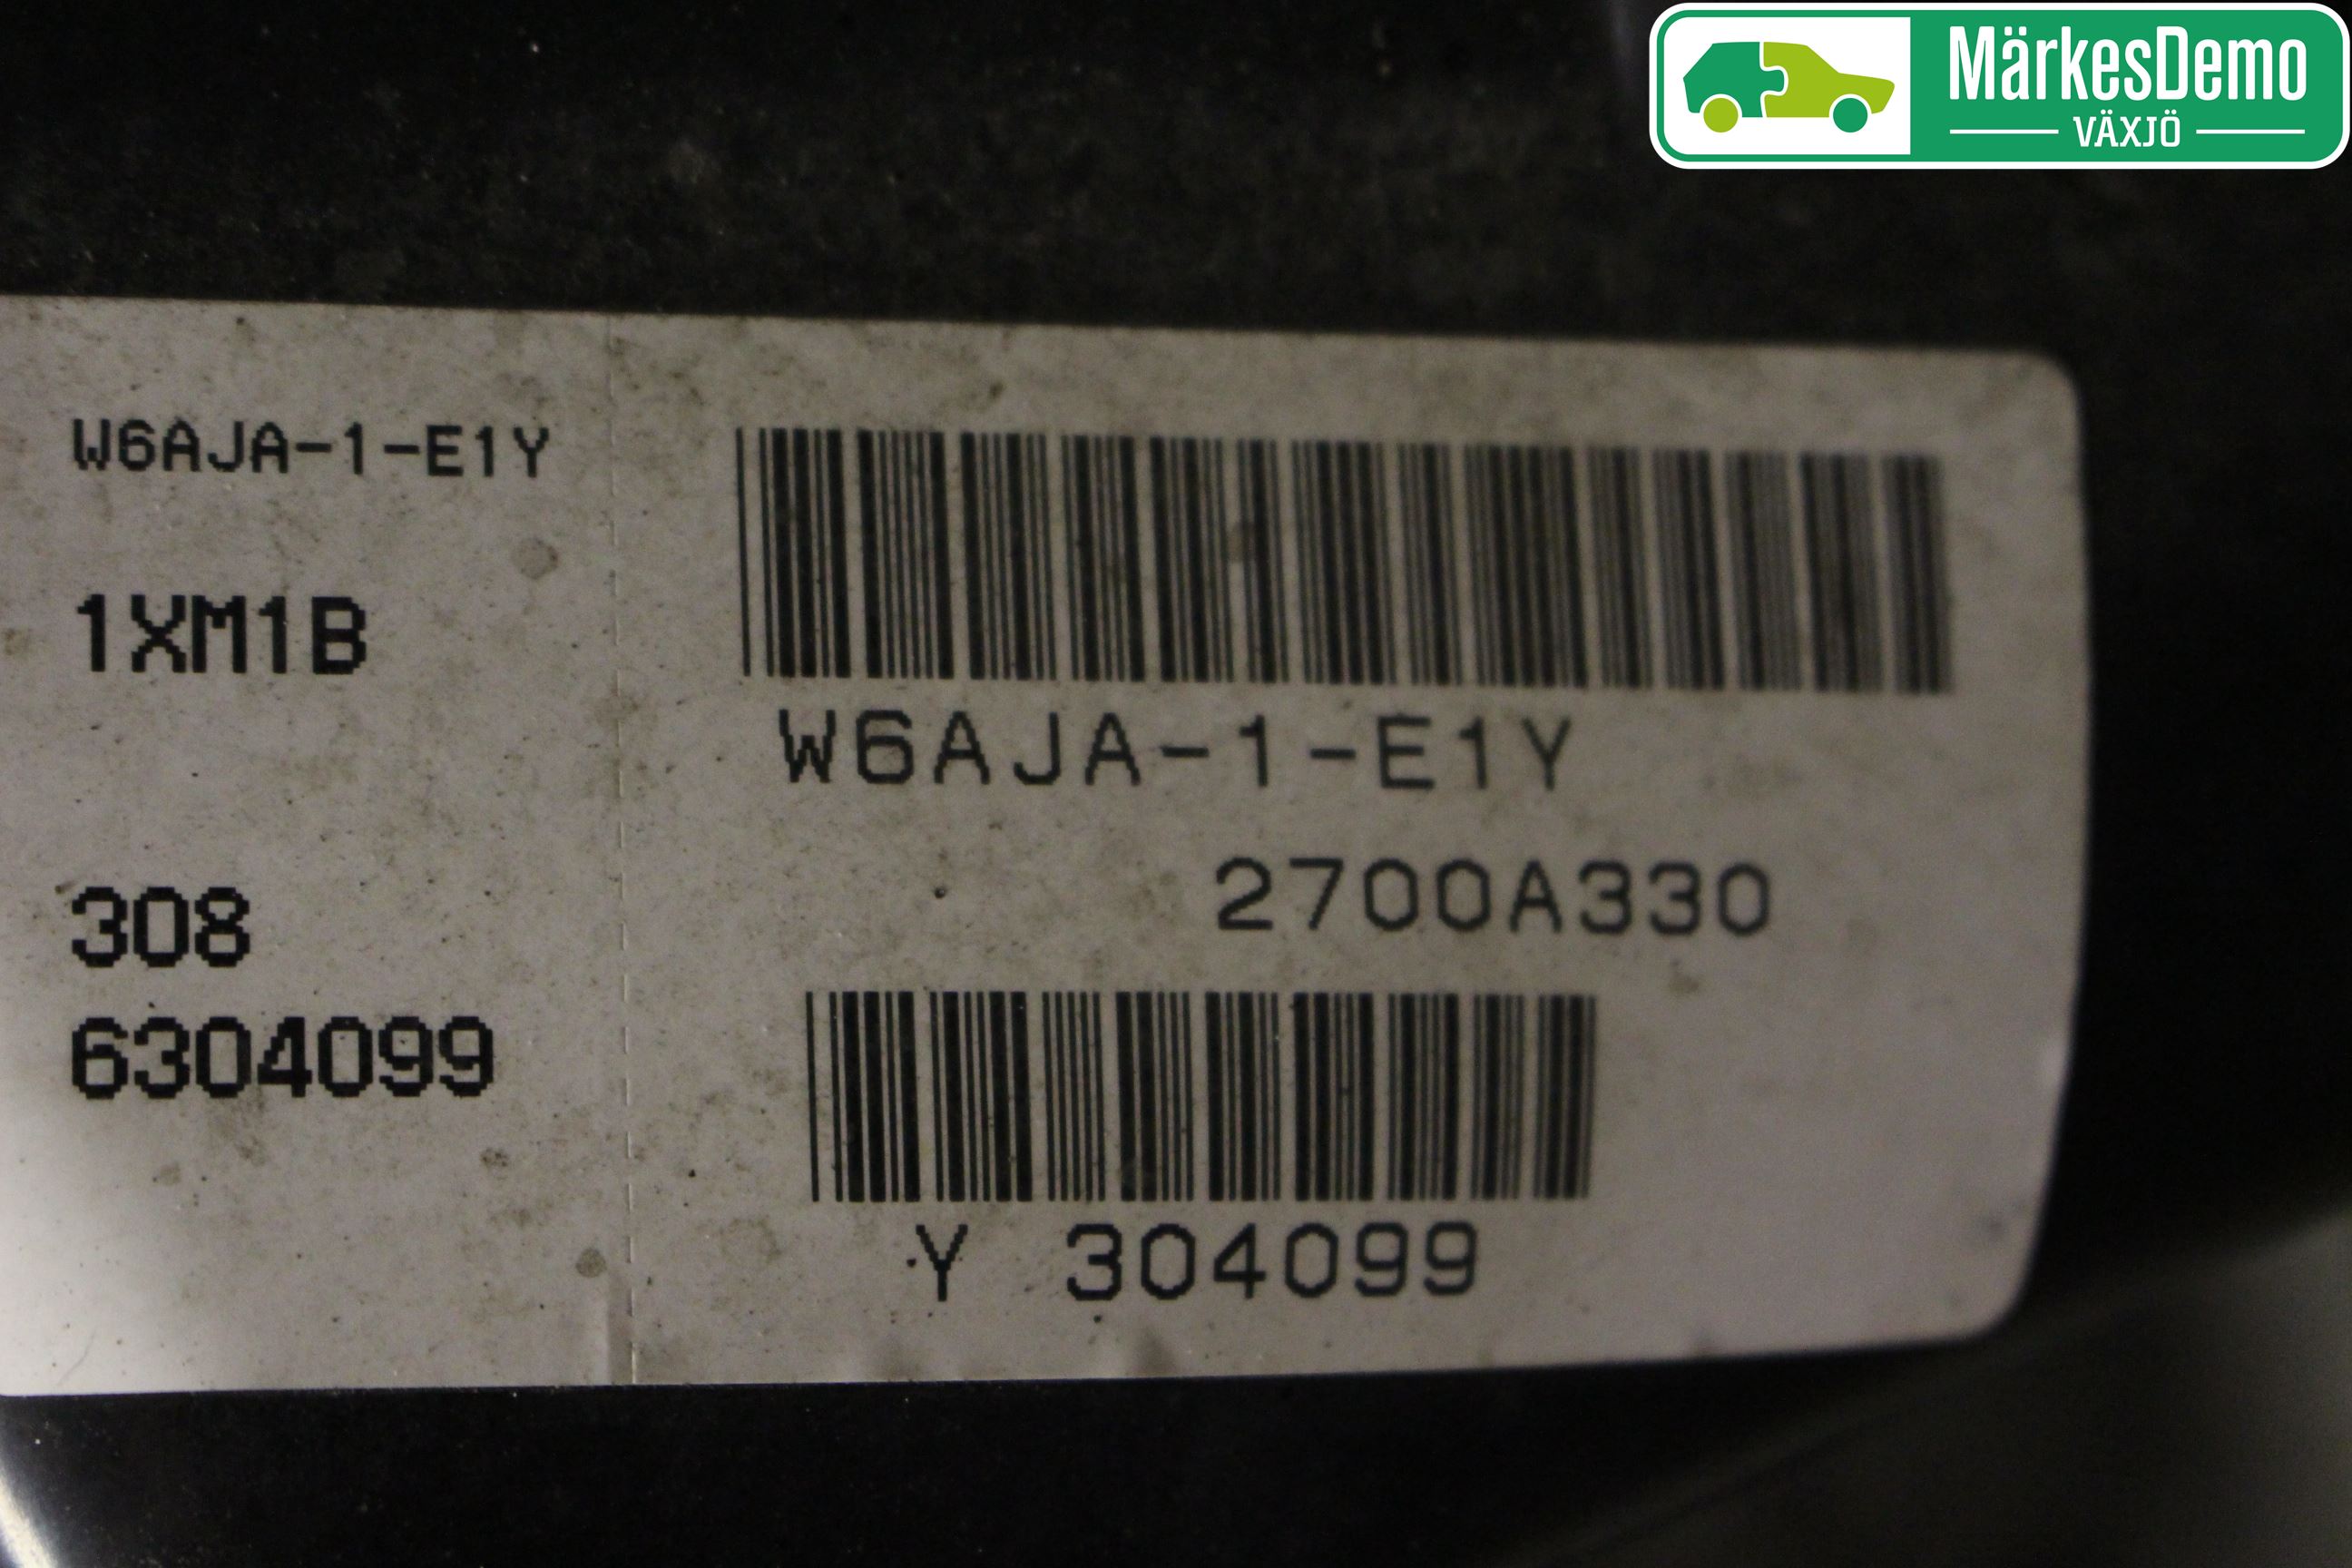 MärkesDemo
VÄXJÖ
W6AJA-1-E1Y
1XM1B
308
6304099
W6AJA-1-E1Y
2700A330
Y 304099